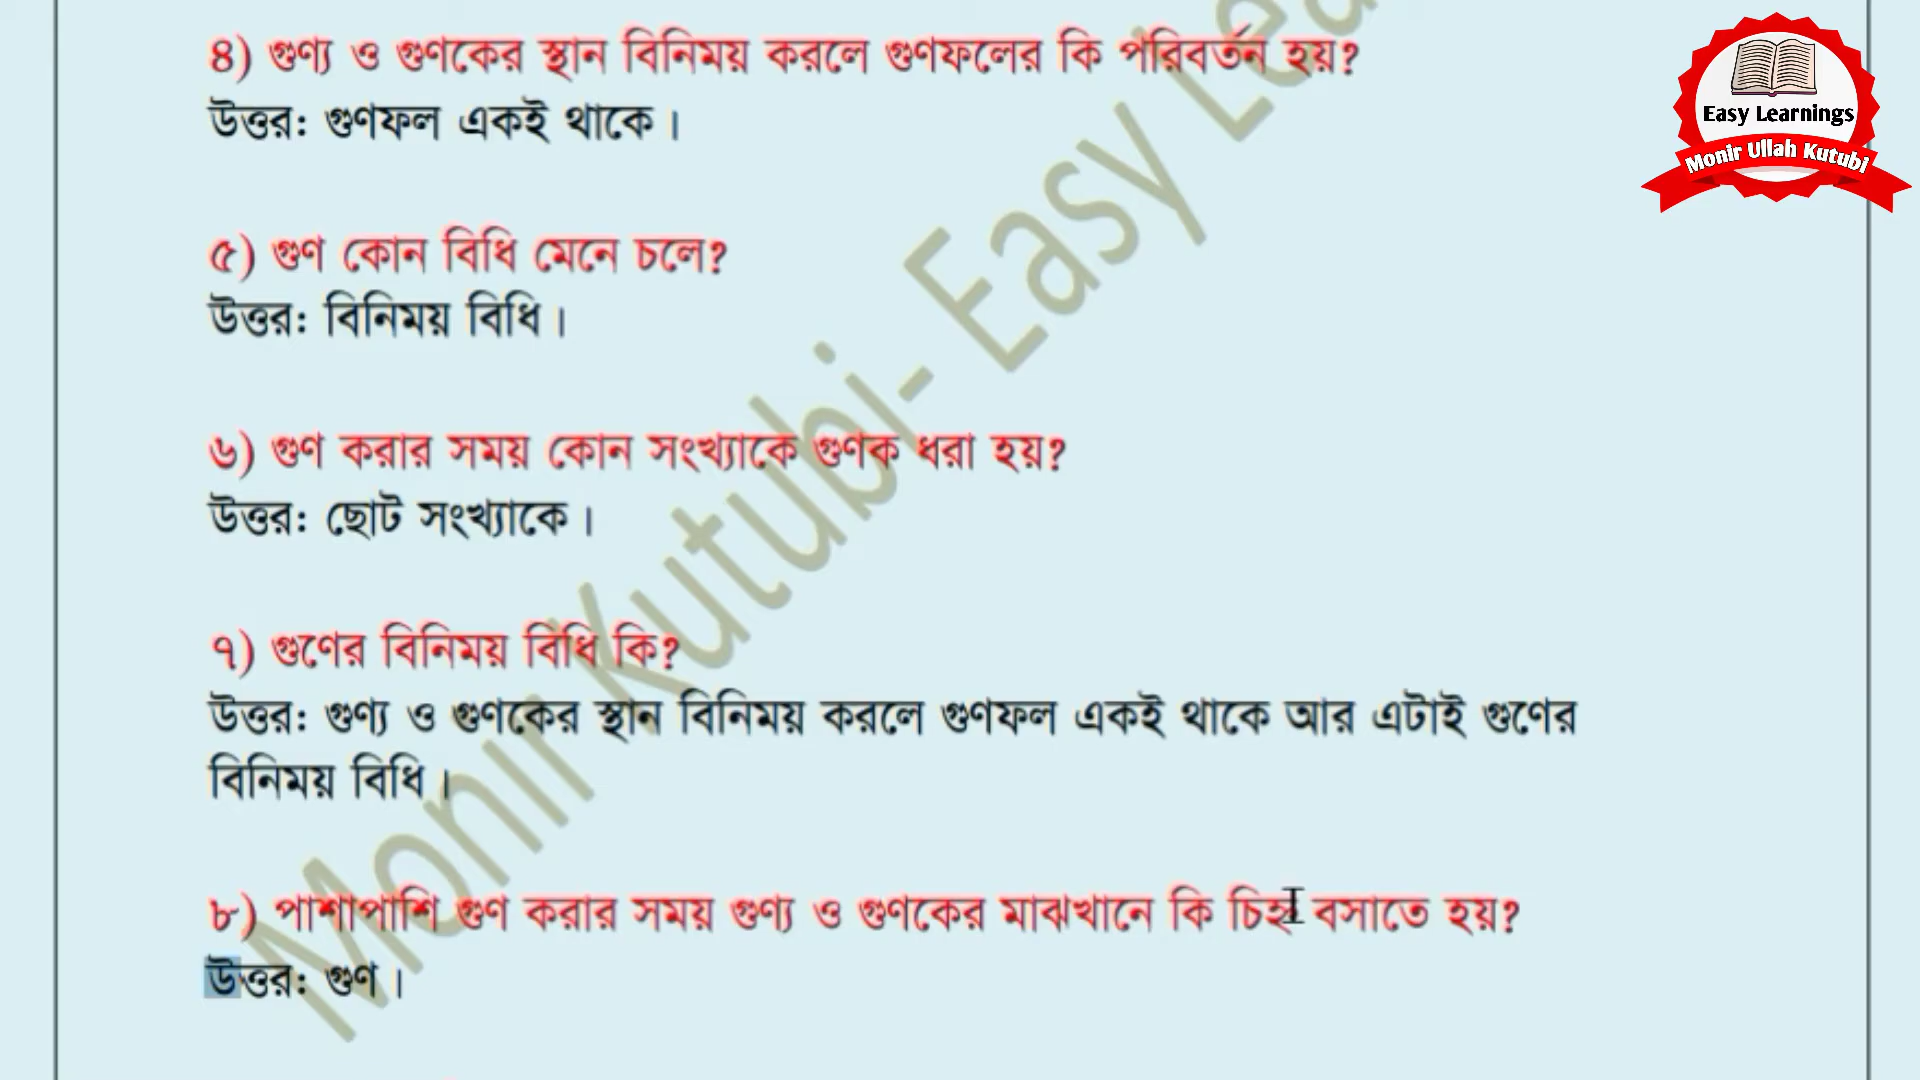 ৪) গুণ্য ও গুণকের স্থান বিনিময় করলে গুণফলের কি পরিবর্তন হয়?
উত্তর: গুণফল একই থাকে।
৫) গুণ কোন বিধি মেনে চলে?
উত্তর: বিনিময় বিধি।
৬) গুণ করার সময় কোন সংখ্যাকে গুণক ধরা হয়?
উত্তর: ছোট সংখ্যাকে।
৭) গুণের বিনিময় বিধি কি?
উত্তর: গুণ্য ও গুণকের স্থান বিনিময় করলে গুণফল একই থাকে আর এটাই গুণের
বিনিময় বিধি।
৮) পাশাপাশি গুণ করার সময় গুণ্য ও গুণকের মাঝখানে কি চিহ্ন বসাতে হয়?
উত্তর: গুণ।
Easy Learnings
Monir Ullah Kutubi
Monir Kutubi- Easy